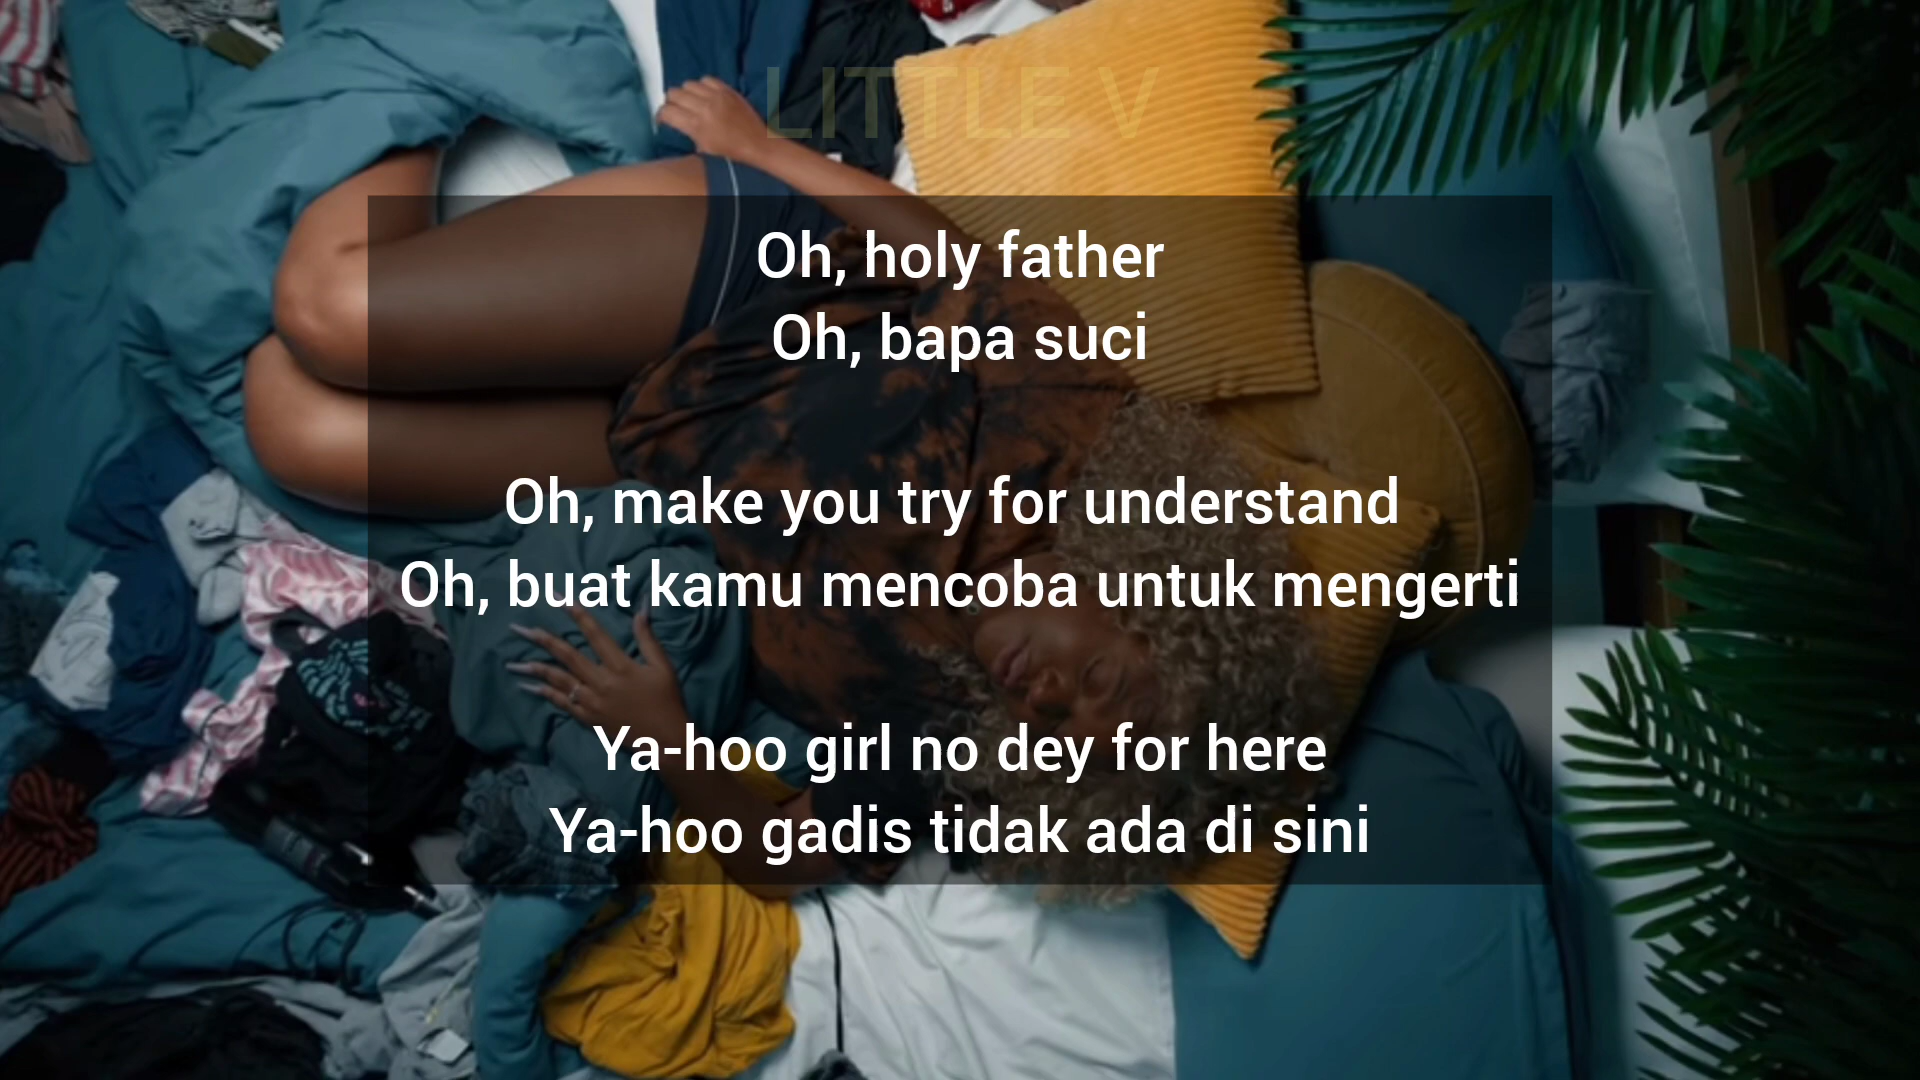 LITTLE V
Oh, holy father
Oh, bapa suci
Oh, make you try for understand
Oh, buat kamu mencoba untuk mengerti
Ya-hoo girl no dey for here
Ya-hoo gadis tidak ada di sini